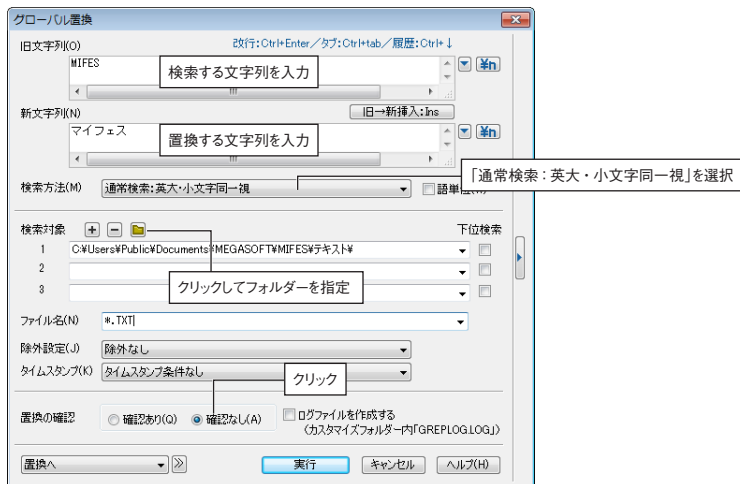 グローバル置換
旧文字列(O)
改行:Ctrl+Enter／タブ:Ctrl+tab／履歴:Ctrl+↓
MIFES
検索する文字列を入力
¥n
新文字列(N)
旧→新挿入:Ins
マイフェス
置換する文字列を入力
¥n
検索方法(M)
通常検索:英大・小文字同一視
「通常検索：英大・小文字同一視」を選択
検索対象
下位検索
1 C:¥Users¥Public¥Documents¥MEGASOFT¥MIFES¥テキスト¥
2
3
クリックしてフォルダーを指定
ファイル名(N) *.TXT
除外設定(J) 除外なし
タイムスタンプ(K) タイムスタンプ条件なし
クリック
置換の確認 確認あり(Q) 確認なし(A) ログファイルを作成する
（カスタマイズフォルダー内「GREPLOG.LOG」）
置換へ 実行 キャンセル ヘルプ(H)